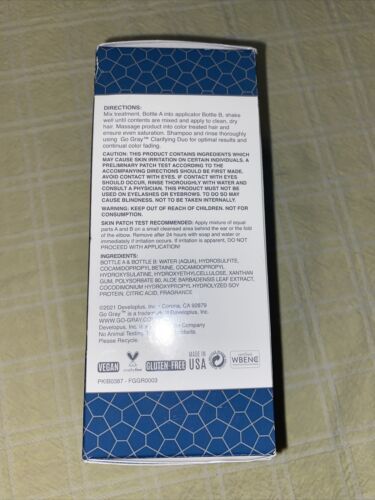 DIRECTIONS:
Mix treatment, Bottle A into applicator Bottle B, shake
well until contents are mixed and apply to clean, dry
hair. Massage product into color treated hair and
ensure even saturation. Shampoo and rinse thoroughly
using Go Gray™ Clarifying Duo for optimal results and
continual color fading.
CAUTION: THIS PRODUCT CONTAINS INGREDIENTS WHICH
MAY CAUSE SKIN IRRITATION ON CERTAIN INDIVIDUALS. A
PRELIMINARY PATCH TEST ACCORDING TO THE
ACCOMPANYING DIRECTIONS SHOULD BE FIRST MADE.
AVOID CONTACT WITH EYES. IF CONTACT WITH EYES
SHOULD OCCUR, RINSE THOROUGHLY WITH WATER AND
CONSULT A PHYSICIAN. THIS PRODUCT MUST NOT BE
USED ON EYELASHES OR EYEBROWS. TO DO SO MAY
CAUSE BLINDNESS. NOT TO BE TAKEN INTERNALLY.
WARNING: KEEP OUT OF REACH OF CHILDREN. NOT FOR
CONSUMPTION.
SKIN PATCH TEST RECOMMENDED: Apply mixture of equal
parts A and B on a small cleansed area behind the ear or the fold
of the elbow. Remove after 24 hours with soap and water or
immediately if irritation occurs. If irritation is apparent, DO NOT
PROCEED WITH APPLICATION!
INGREDIENTS:
BOTTLE A & BOTTLE B: WATER (AQUA), HYDROSULFITE,
COCAMIDOPROPYL BETAINE, COCAMIDOPROPYL
HYDROXYSULATINE, HYDROXYETHYLCELLULOSE, XANTHAN
GUM, POLYSORBATE 80, ALOE BARBADENSIS LEAF EXTRACT,
COCODIMONIUM HYDROXYPROPYL HYDROLYZED SOY
PROTEIN, CITRIC ACID, FRAGRANCE
©2021 Developlus, Inc. Corona, CA 92879
Go Gray™ is a trademark of Developlus, Inc.
WWW.GO-GRAY.COM
Developlus, Inc. Company
No Animal Testing
Please Recycle.
VEGAN GLUTEN-FREE MADE IN USA WBENC
PKIB0387 - FGGR0003